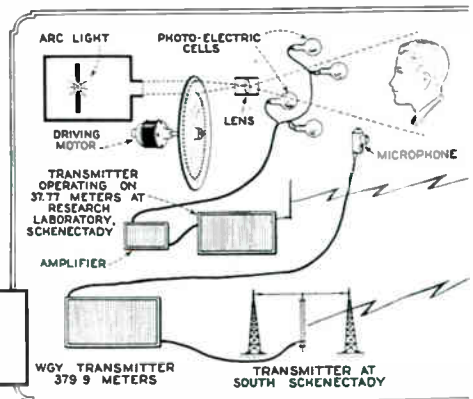 ARC LIGHT
PHOTO-ELECTRIC
CELLS
LENS
DRIVING
MOTOR
MICROPHONE
TRANSMITTER
OPERATING ON
37.77 METERS AT
RESEARCH
LABORATORY,
SCHENECTADY
AMPLIFIER
WGY TRANSMITTER
379 9 METERS
TRANSMITTER AT
SOUTH SCHENECTADY